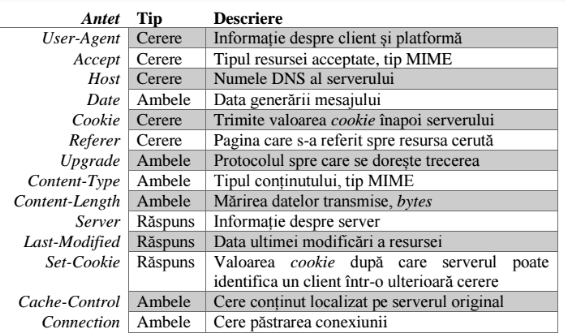 Antet Tip Descriere
User-Agent Cerere Informație despre client și platformă
Accept Cerere Tipul resursei acceptate, tip MIME
Host Cerere Numele DNS al serverului
Date Ambele Data generării mesajului
Cookie Cerere Trimite valoarea cookie înapoi serverului
Referer Cerere Pagina care s-a referit spre resursa cerută
Upgrade Ambele Protocolul spre care se dorește trecerea
Content-Type Ambele Tipul conținutului, tip MIME
Content-Length Ambele Mărirea datelor transmise, bytes
Server Răspuns Informație despre server
Last-Modified Răspuns Data ultimei modificări a resursei
Set-Cookie Răspuns Valoarea cookie după care serverul poate
identifica un client într-o ulterioară cerere
Cache-Control Ambele Cere conținut localizat pe serverul original
Connection Ambele Cere păstrarea conexiunii